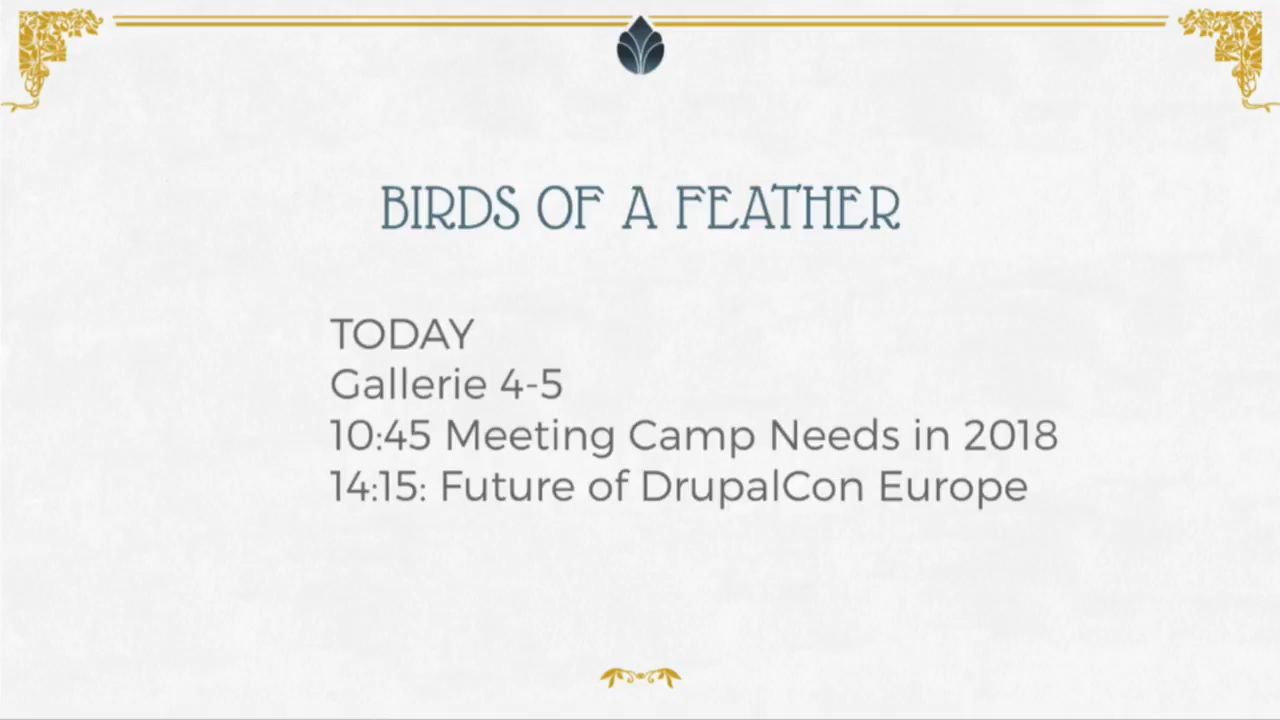 BIRDS OF A FEATHER
TODAY
Gallerie 4-5
10:45 Meeting Camp Needs in 2018
14:15: Future of DrupalCon Europe